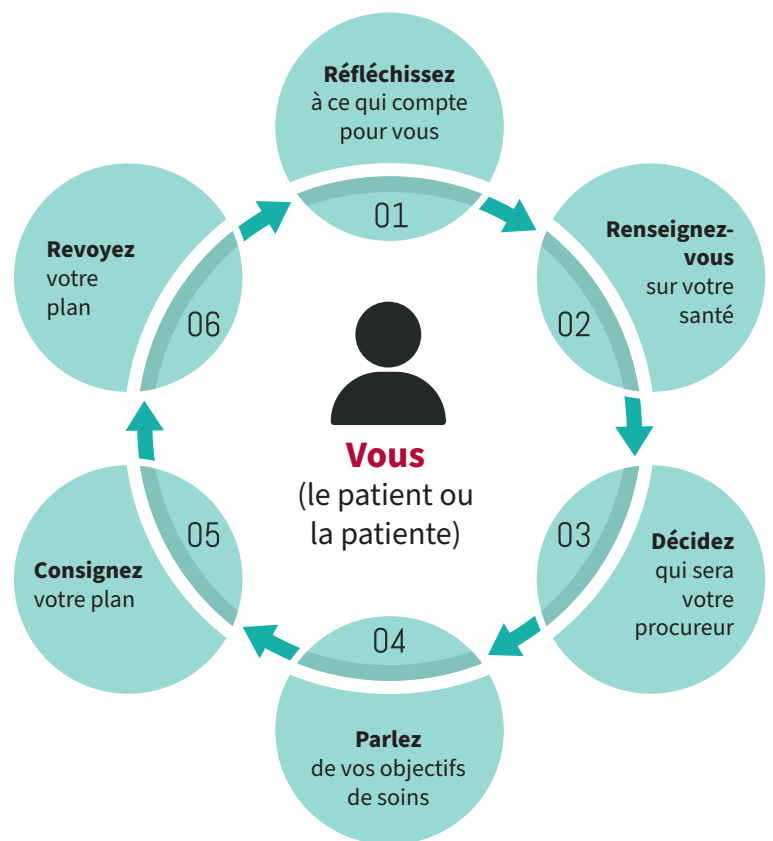 Réfléchissez
à ce qui compte
pour vous
01
Renseignez-
vous
sur votre
santé
02
Décidez
qui sera
votre
procureur
03
Parlez
de vos objectifs
de soins
04
Consignez
votre plan
05
Revoyez
votre
plan
06
Vous
(le patient ou
la patiente)